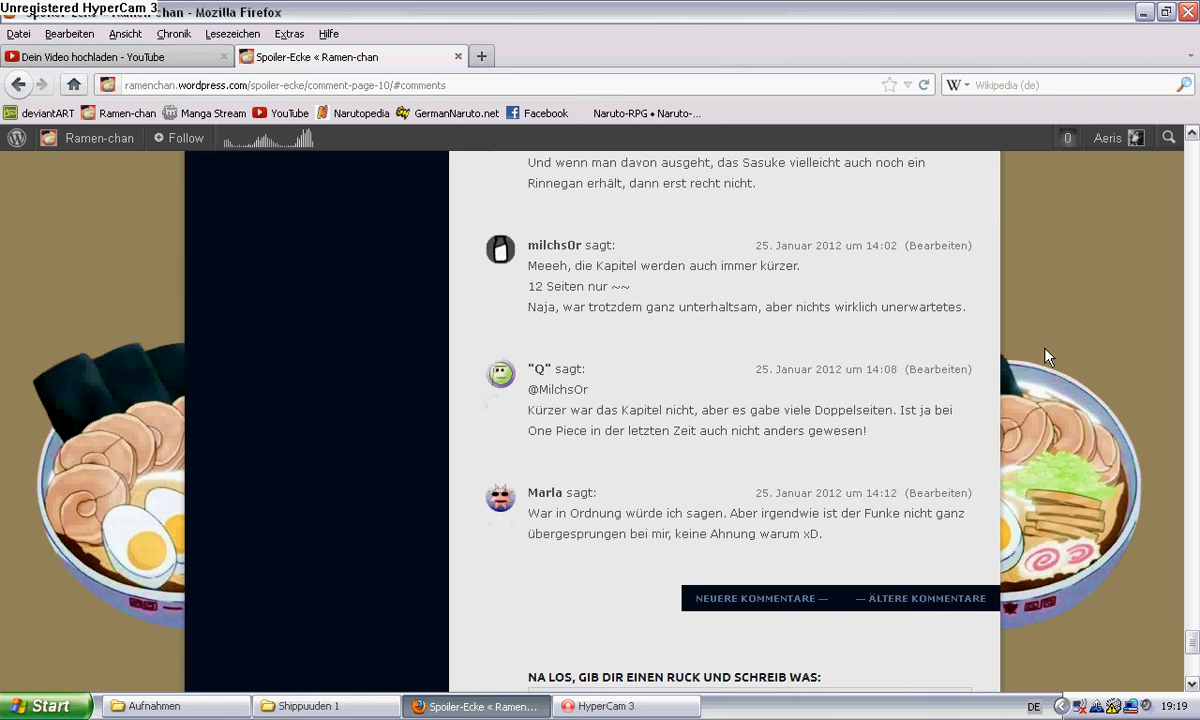 Unregistered HyperCam 3
Spoiler-Ecke « Ramen-chan - Mozilla Firefox
Datei Bearbeiten Ansicht Chronik Lesezeichen Extras Hilfe
Dein Video hochladen - YouTube Spoiler-Ecke « Ramen-chan
ramenchan.wordpress.com/spoiler-ecke/comment-page-10/#comments Wikipedia (de)
deviantART Ramen-chan Manga Stream YouTube Narutopedia GermanNaruto.net Facebook Naruto-RPG • Naruto-...
Ramen-chan Follow 0 Aeris
Und wenn man davon ausgeht, das Sasuke vielleicht auch noch ein
Rinnegan erhält, dann erst recht nicht.
milchs0r sagt: 25. Januar 2012 um 14:02 (Bearbeiten)
Meeeh, die Kapitel werden auch immer kürzer.
12 Seiten nur ~~
Naja, war trotzdem ganz unterhaltsam, aber nichts wirklich unerwartetes.
"Q" sagt: 25. Januar 2012 um 14:08 (Bearbeiten)
@MilchsOr
Kürzer war das Kapitel nicht, aber es gabe viele Doppelseiten. Ist ja bei
One Piece in der letzten Zeit auch nicht anders gewesen!
Marla sagt: 25. Januar 2012 um 14:12 (Bearbeiten)
War in Ordnung würde ich sagen. Aber irgendwie ist der Funke nicht ganz
übergesprungen bei mir, keine Ahnung warum xD.
NEUERE KOMMENTARE — — ÄLTERE KOMMENTARE
NA LOS, GIB DIR EINEN RUCK UND SCHREIB WAS:
Start Aufnahmen Shippuuden 1 Spoiler-Ecke « Ramen... HyperCam 3 DE 19:19